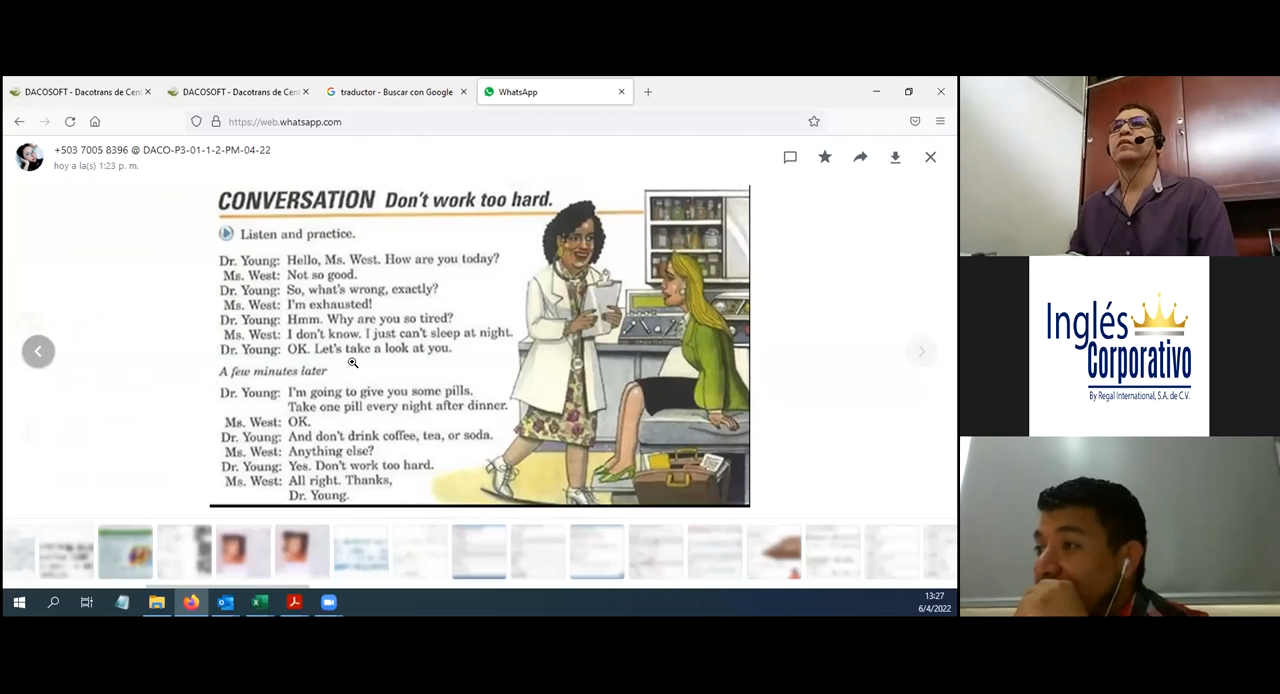 DACOSOFT - Dacotrans de Cen
DACOSOFT - Dacotrans de Cen
traductor - Buscar con Google
WhatsApp
https://web.whatsapp.com
+503 7005 8396 @ DACO-P3-01-1-2-PM-04-22
hoy a la(s) 1:23 p. m.
CONVERSATION Don't work too hard.
Listen and practice.
Dr. Young: Hello, Ms. West. How are you today?
Ms. West: Not so good.
Dr. Young: So, what's wrong, exactly?
Ms. West: I'm exhausted!
Dr. Young: Hmm. Why are you so tired?
Ms. West: I don't know. I just can't sleep at night.
Dr. Young: OK. Let's take a look at you.
A few minutes later
Dr. Young: I'm going to give you some pills.
Take one pill every night after dinner.
Ms. West: OK.
Dr. Young: And don't drink coffee, tea, or soda.
Ms. West: Anything else?
Dr. Young: Yes. Don't work too hard.
Ms. West: All right. Thanks,
Dr. Young.
13:27
6/4/2022
Inglés
Corporativo
By Regal International, S.A. de C.V.